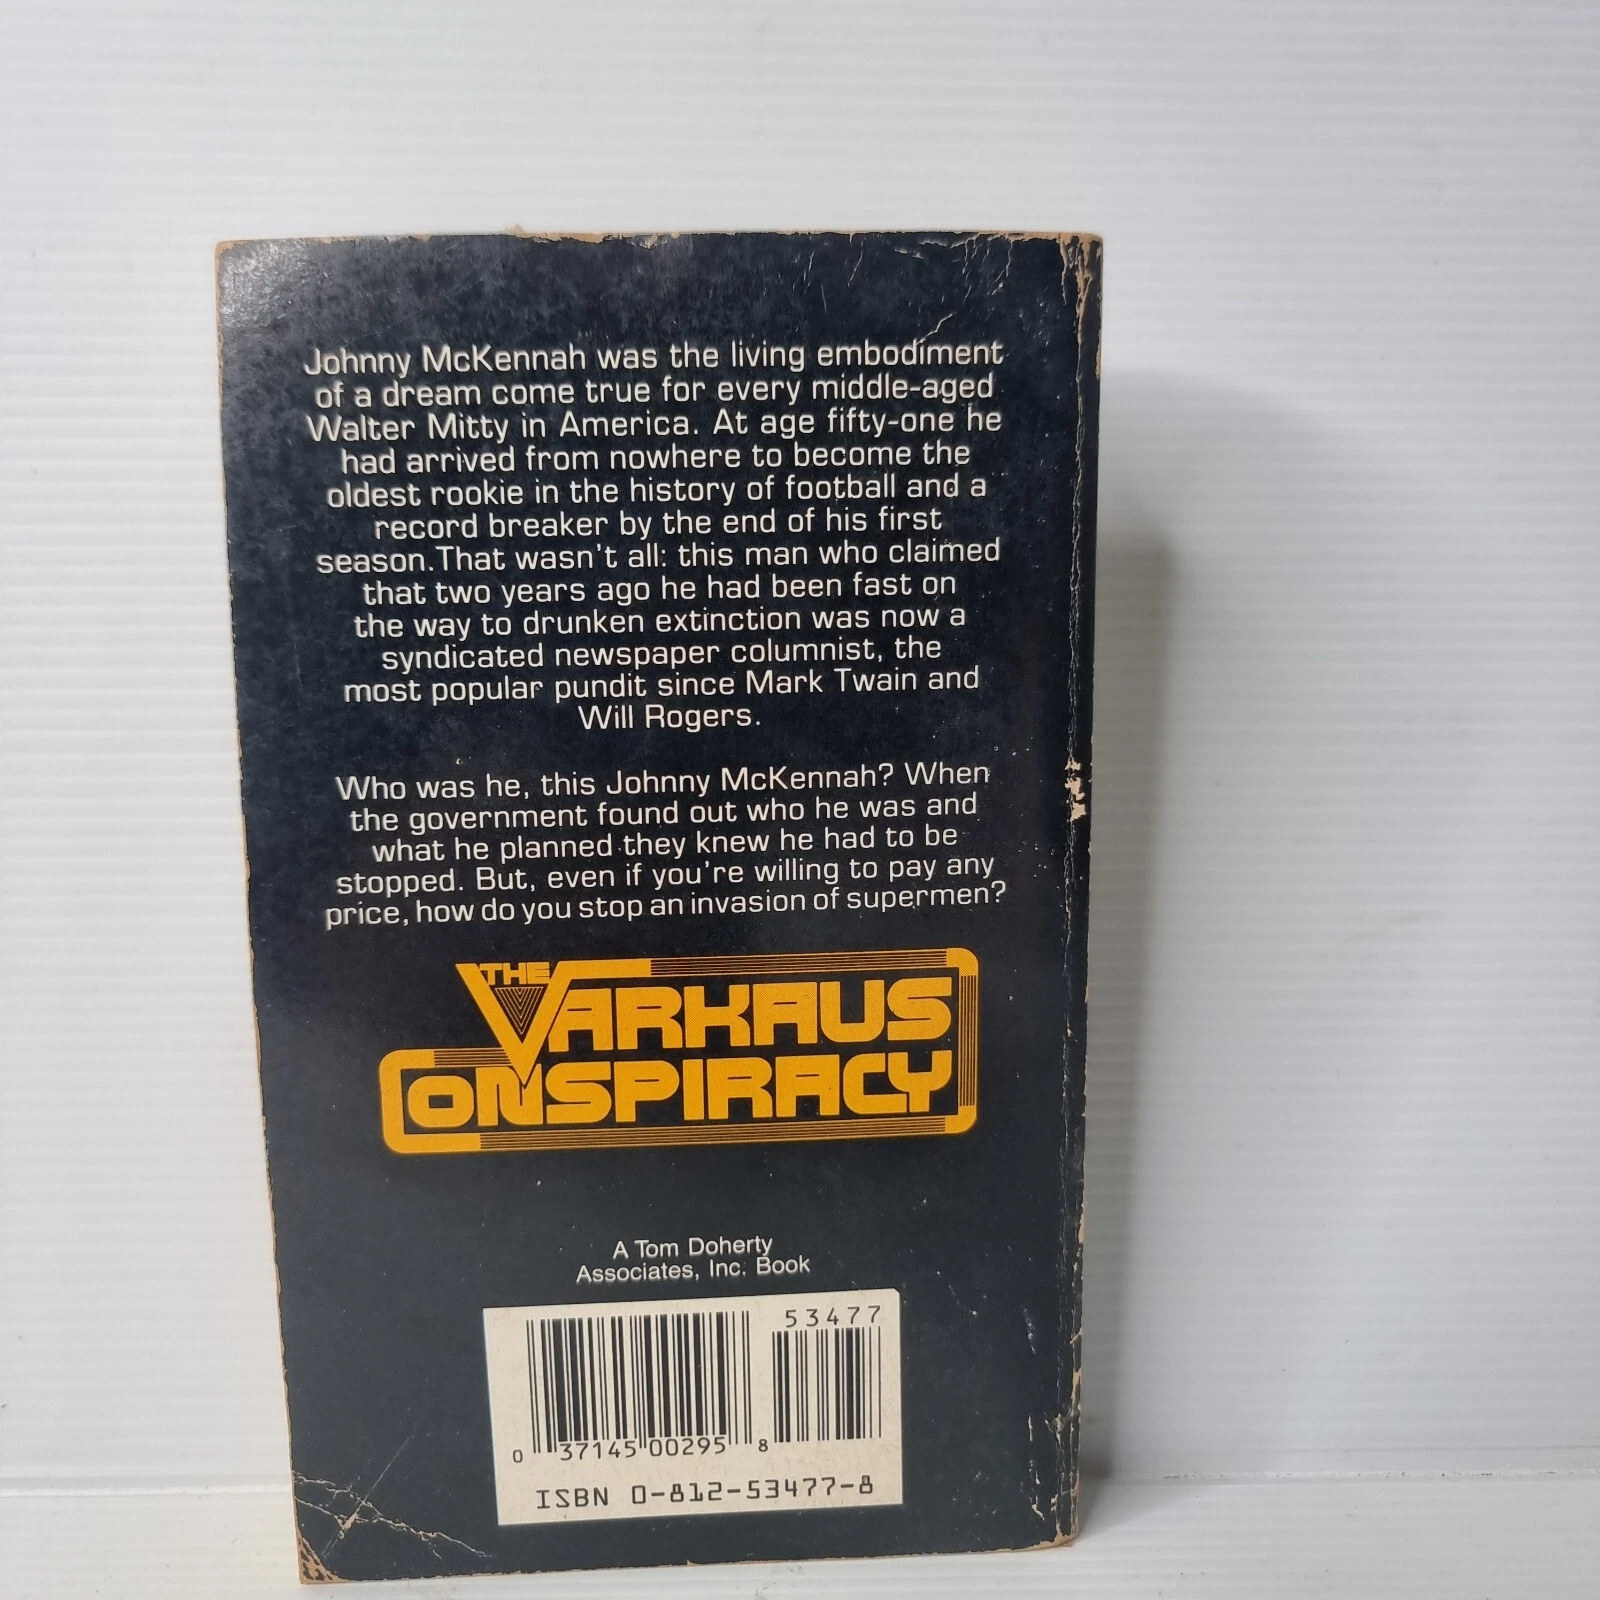 Johnny McKennah was the living embodiment
of a dream come true for every middle-aged
Walter Mitty in America. At age fifty-one he
had arrived from nowhere to become the
oldest rookie in the history of football and a
record breaker by the end of his first
season.That wasn't all: this man who claimed
that two years ago he had been fast on
the way to drunken extinction was now a
syndicated newspaper columnist, the
most popular pundit since Mark Twain and
Will Rogers.
Who was he, this Johnny McKennah? When
the government found out who he was and
what he planned they knew he had to be
stopped. But, even if you're willing to pay any
price, how do you stop an invasion of supermen?
THE
VARKAUS
CONSPIRACY
A Tom Doherty
Associates, Inc. Book
53477
0 37145 00295 8
ISBN 0-812-53477-8